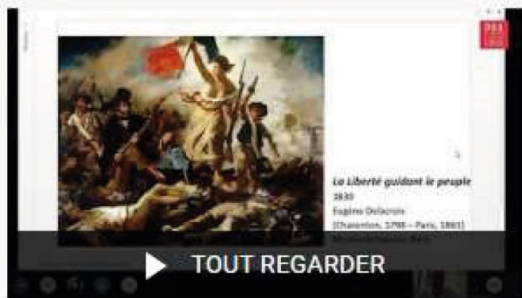 La Liberté guidant le peuple
1830
Eugène Delacroix
(Charenton, 1798 – Paris, 1863)
TOUT REGARDER